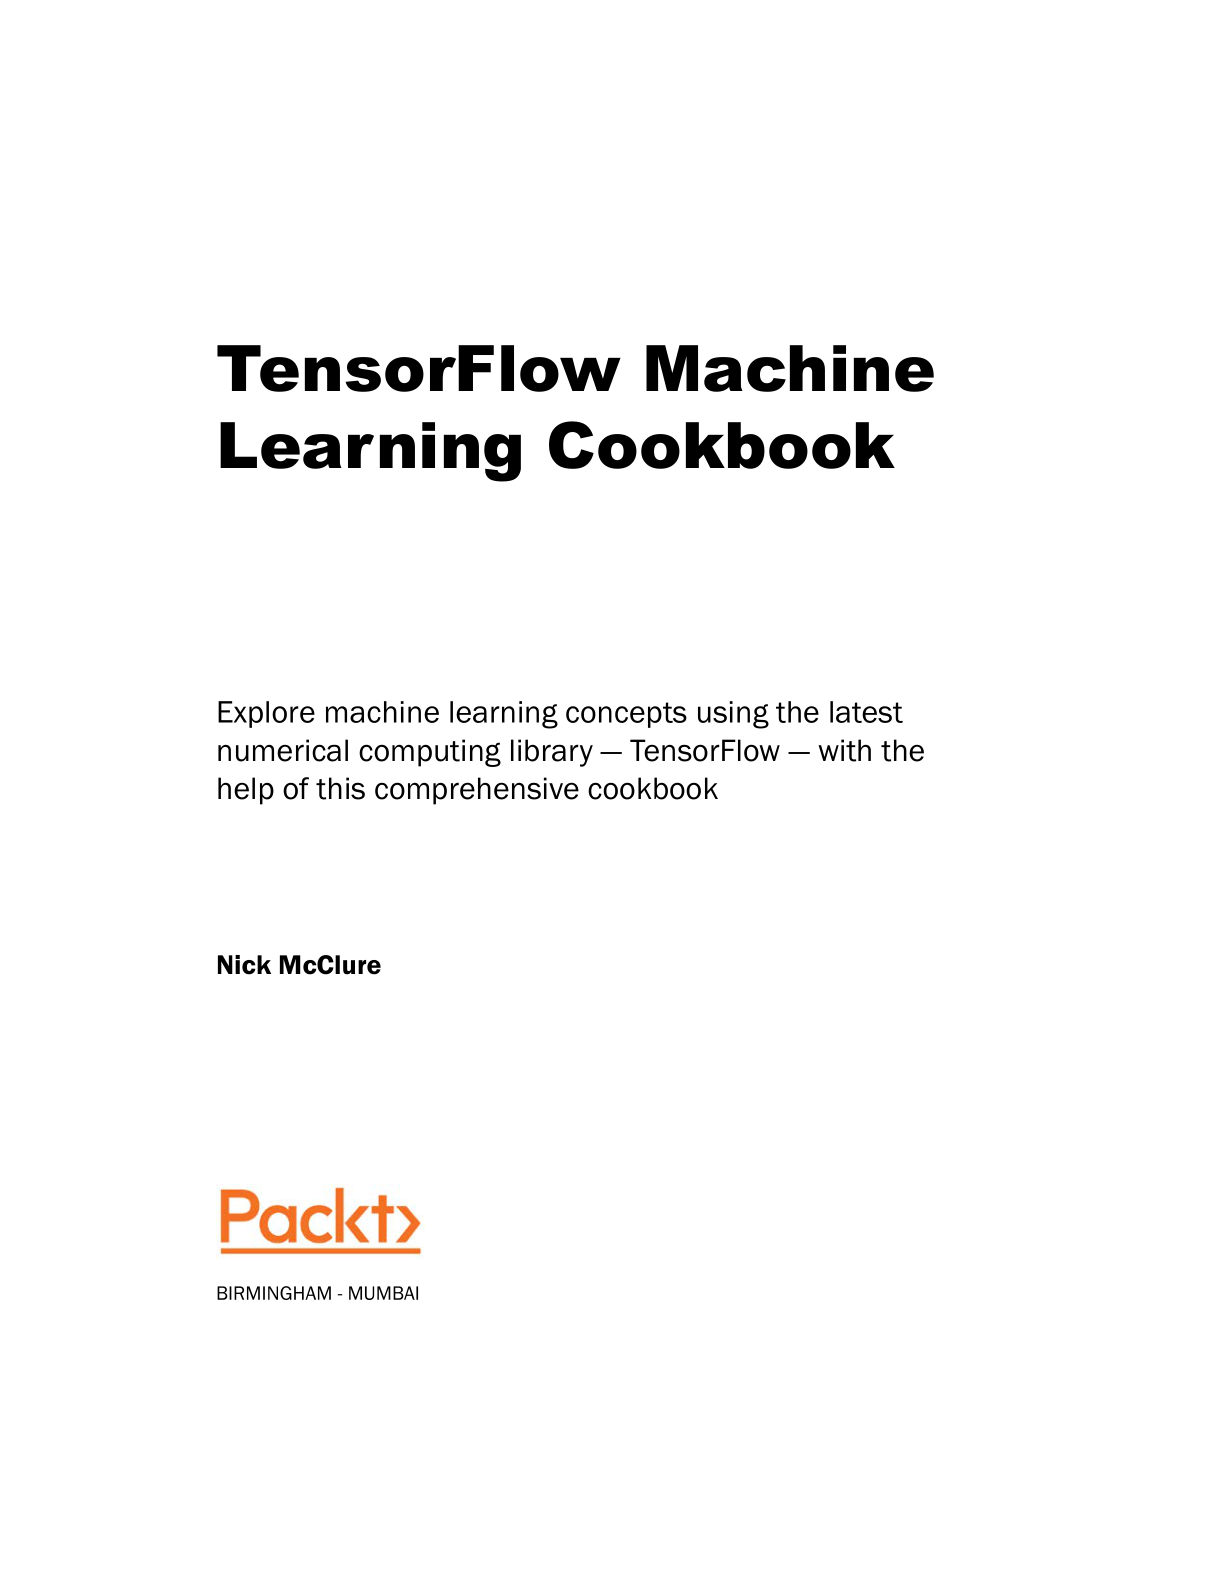 TensorFlow Machine
Learning Cookbook
Explore machine learning concepts using the latest
numerical computing library — TensorFlow — with the
help of this comprehensive cookbook
Nick McClure
Packt>
BIRMINGHAM - MUMBAI